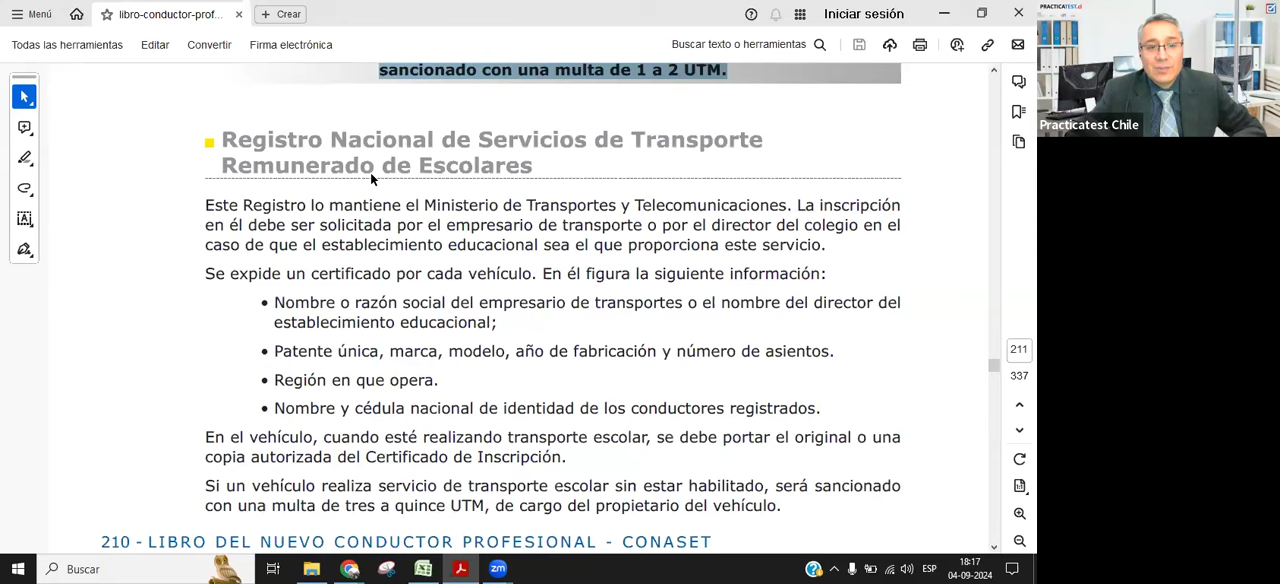 Menú
libro-conductor-prof...
Crear
Iniciar sesión
Todas las herramientas
Editar
Convertir
Firma electrónica
Buscar texto o herramientas
PRACTICATEST.cl
Practicatest Chile
sancionado con una multa de 1 a 2 UTM.
Registro Nacional de Servicios de Transporte
Remunerado de Escolares
Este Registro lo mantiene el Ministerio de Transportes y Telecomunicaciones. La inscripción
en él debe ser solicitada por el empresario de transporte o por el director del colegio en el
caso de que el establecimiento educacional sea el que proporciona este servicio.
Se expide un certificado por cada vehículo. En él figura la siguiente información:
• Nombre o razón social del empresario de transportes o el nombre del director del
establecimiento educacional;
• Patente única, marca, modelo, año de fabricación y número de asientos.
• Región en que opera.
• Nombre y cédula nacional de identidad de los conductores registrados.
En el vehículo, cuando esté realizando transporte escolar, se debe portar el original o una
copia autorizada del Certificado de Inscripción.
Si un vehículo realiza servicio de transporte escolar sin estar habilitado, será sancionado
con una multa de tres a quince UTM, de cargo del propietario del vehículo.
210 - LIBRO DEL NUEVO CONDUCTOR PROFESIONAL - CONASET
211
337
Buscar
zm
ESP
18:17
04-09-2024